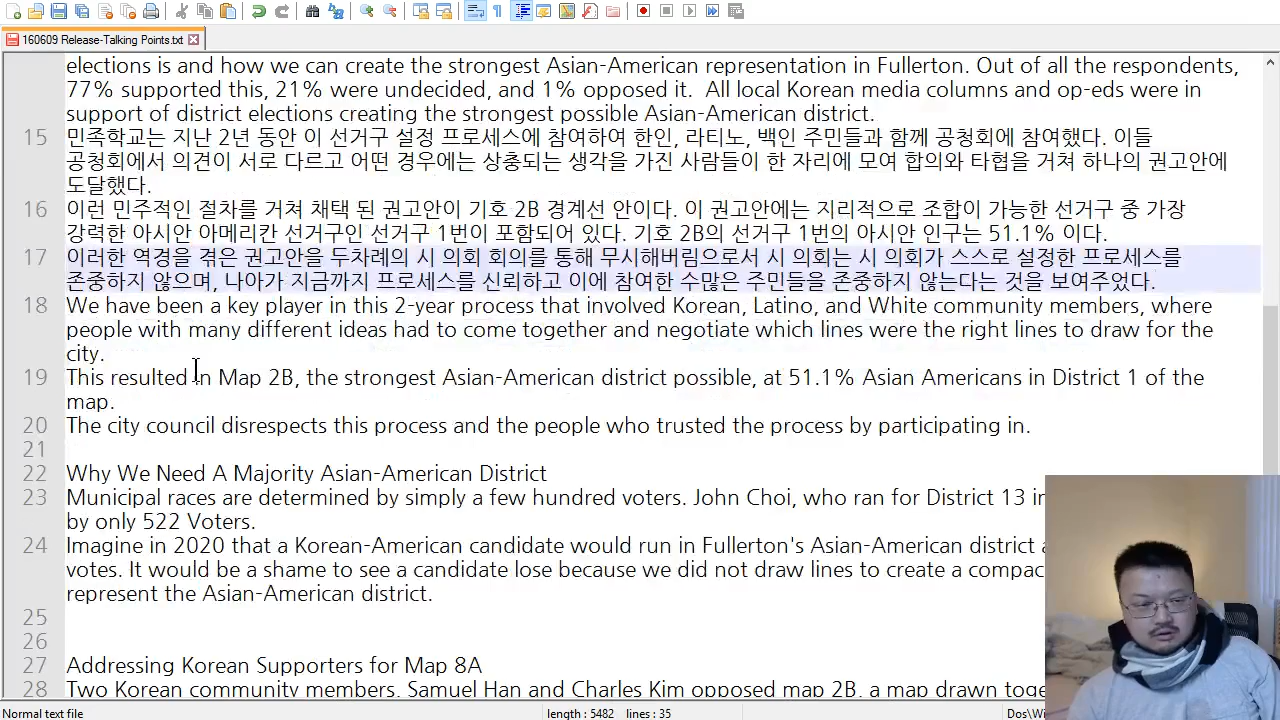 160609 Release-Talking Points.txt
elections is and how we can create the strongest Asian-American representation in Fullerton. Out of all the respondents,
77% supported this, 21% were undecided, and 1% opposed it.  All local Korean media columns and op-eds were in
support of district elections creating the strongest possible Asian-American district.
15 민족학교는 지난 2년 동안 이 선거구 설정 프로세스에 참여하여 한인, 라티노, 백인 주민들과 함께 공청회에 참여했다. 이들
공청회에서 의견이 서로 다르고 어떤 경우에는 상충되는 생각을 가진 사람들이 한 자리에 모여 합의와 타협을 거쳐 하나의 권고안에
도달했다.
16 이런 민주적인 절차를 거쳐 채택 된 권고안이 기호 2B 경계선 안이다. 이 권고안에는 지리적으로 조합이 가능한 선거구 중 가장
강력한 아시안 아메리칸 선거구인 선거구 1번이 포함되어 있다. 기호 2B의 선거구 1번의 아시안 인구는 51.1% 이다.
17 이러한 역경을 겪은 권고안을 두차례의 시 의회 회의를 통해 무시해버림으로서 시 의회는 시 의회가 스스로 설정한 프로세스를
존중하지 않으며, 나아가 지금까지 프로세스를 신뢰하고 이에 참여한 수많은 주민들을 존중하지 않는다는 것을 보여주었다.
18 We have been a key player in this 2-year process that involved Korean, Latino, and White community members, where
people with many different ideas had to come together and negotiate which lines were the right lines to draw for the
city.
19 This resulted in Map 2B, the strongest Asian-American district possible, at 51.1% Asian Americans in District 1 of the
map.
20 The city council disrespects this process and the people who trusted the process by participating in.
21
22 Why We Need A Majority Asian-American District
23 Municipal races are determined by simply a few hundred voters. John Choi, who ran for District 13 in
by only 522 Voters.
24 Imagine in 2020 that a Korean-American candidate would run in Fullerton's Asian-American district
votes. It would be a shame to see a candidate lose because we did not draw lines to create a compac
represent the Asian-American district.
25
26
27 Addressing Korean Supporters for Map 8A
28 Two Korean community members, Samuel Han and Charles Kim opposed map 2B, a map drawn toge
Normal text file length : 5482 lines : 35 Dos\Wi